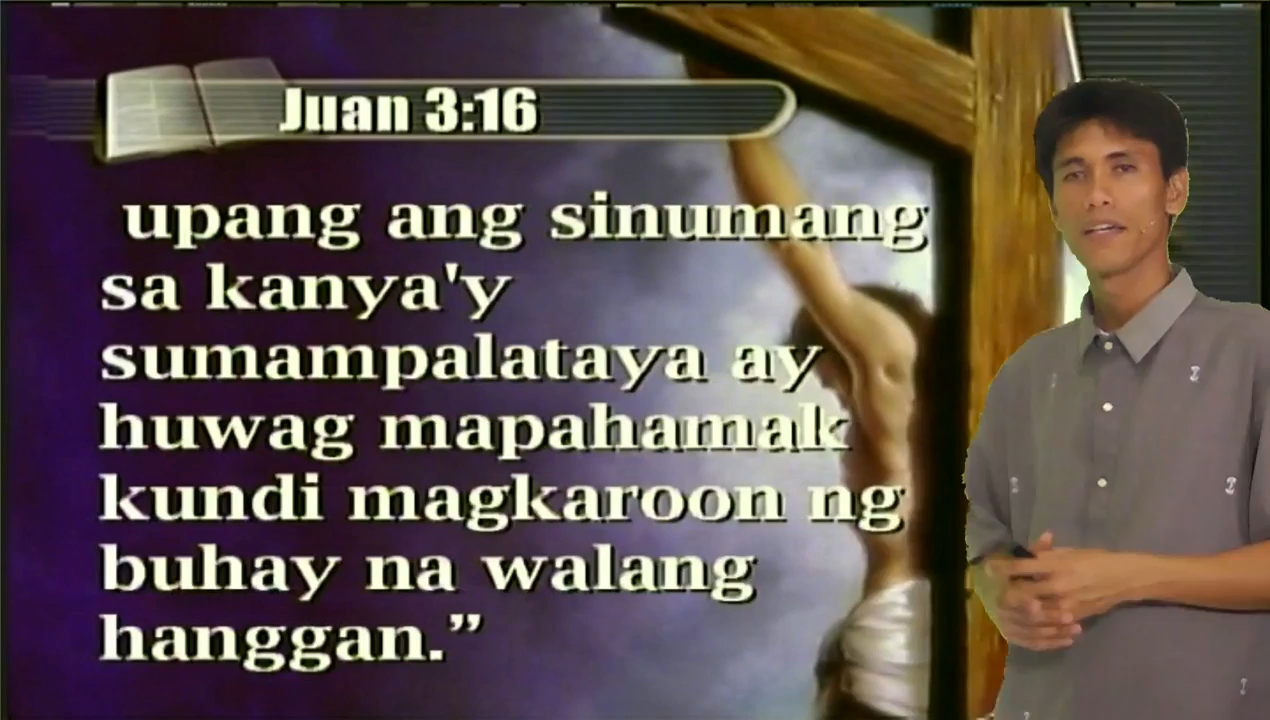 Juan 3:16
upang ang sinumang
sa kanya'y
sumampalataya ay
huwag mapahamak
kundi magkaroon ng
buhay na walang
hanggan.”